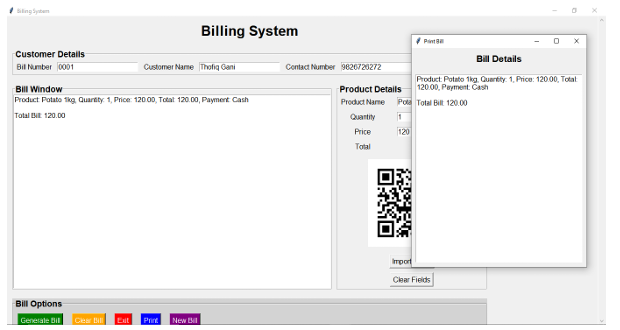 Billing System
Billing System
Customer Details
Bill Number 0001 Customer Name Thofiq Gani Contact Number 9826726272
Bill Window
Product: Potato 1kg, Quantity: 1, Price: 120.00, Total: 120.00, Payment: Cash
Total Bill: 120.00
Product Details
Product Name Pota
Quantity 1
Price 120
Total
Import
Clear Fields
Print Bill
Bill Details
Product: Potato 1kg, Quantity: 1, Price: 120.00, Total:
120.00, Payment: Cash
Total Bill: 120.00
Bill Options
Generate Bill Clear Bill Exit Print New Bill